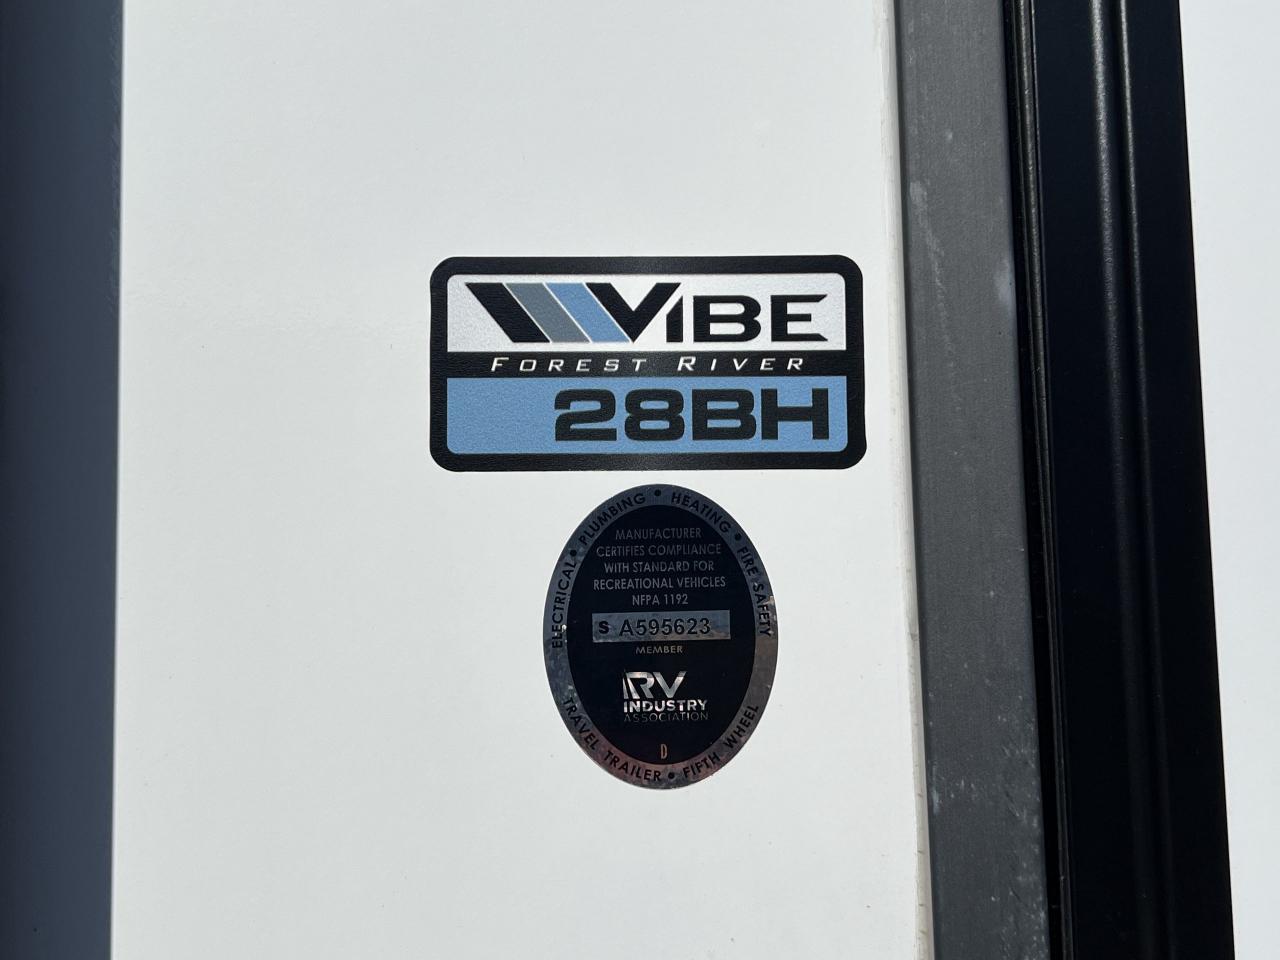 VIBE
FOREST RIVER
28BH
ELECTRICAL • PLUMBING • HEATING • FIRE SAFETY
MANUFACTURER
CERTIFIES COMPLIANCE
WITH STANDARD FOR
RECREATIONAL VEHICLES
NFPA 1192
S A595623
MEMBER
RV
INDUSTRY
ASSOCIATION
D
TRAVEL TRAILER • FIFTH WHEEL